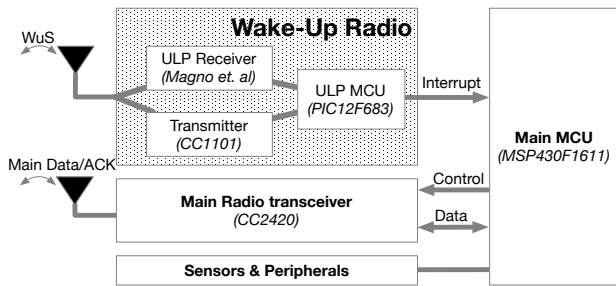 Wake-Up Radio
WuS
ULP Receiver
(Magno et. al)
ULP MCU
(PIC12F683)
Interrupt
Transmitter
(CC1101)
Main MCU
(MSP430F1611)
Main Data/ACK
Control
Main Radio transceiver
(CC2420)
Data
Sensors & Peripherals